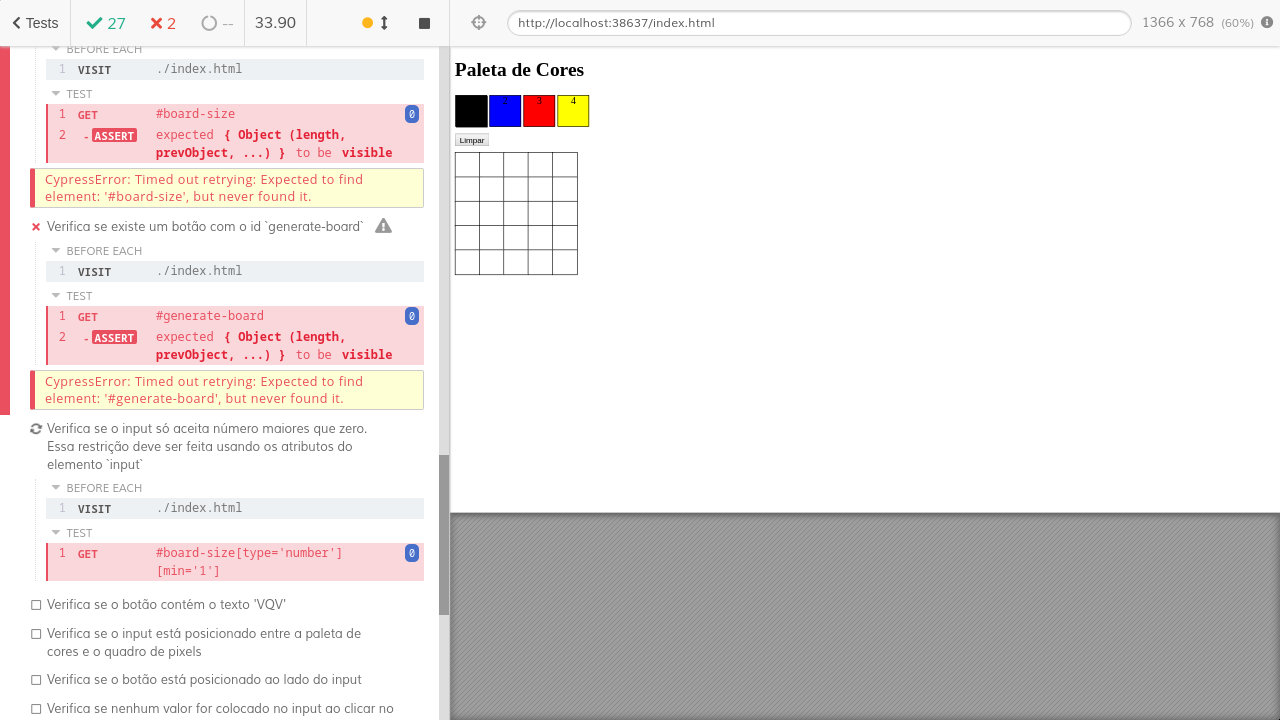 Tests
27
2
--
33.90
http://localhost:38637/index.html
1366 x 768 (60%)
BEFORE EACH
1 VISIT ./index.html
TEST
1 GET #board-size 0
2 -ASSERT expected { Object (length,
prevObject, ...) } to be visible
CypressError: Timed out retrying: Expected to find
element: '#board-size', but never found it.
Verifica se existe um botão com o id `generate-board`
BEFORE EACH
1 VISIT ./index.html
TEST
1 GET #generate-board 0
2 -ASSERT expected { Object (length,
prevObject, ...) } to be visible
CypressError: Timed out retrying: Expected to find
element: '#generate-board', but never found it.
Verifica se o input só aceita número maiores que zero.
Essa restrição deve ser feita usando os atributos do
elemento `input`
BEFORE EACH
1 VISIT ./index.html
TEST
1 GET #board-size[type='number'] 0
[min='1']
Verifica se o botão contém o texto 'VQV'
Verifica se o input está posicionado entre a paleta de
cores e o quadro de pixels
Verifica se o botão está posicionado ao lado do input
Verifica se nenhum valor for colocado no input ao clicar no
Paleta de Cores
2 3 4
Limpar